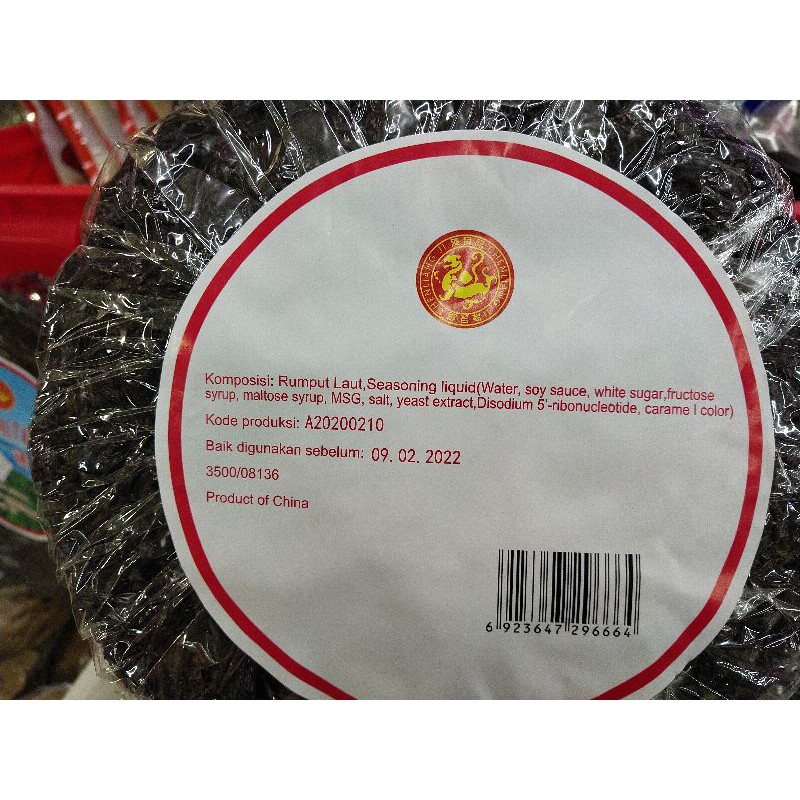 Komposisi: Rumput Laut,Seasoning liquid(Water, soy sauce, white sugar,fructose
syrup, maltose syrup, MSG, salt, yeast extract,Disodium 5'-ribonucleotide, carame l color)
Kode produksi: A20200210
Baik digunakan sebelum: 09. 02. 2022
3500/08136
Product of China
6 923647 296664